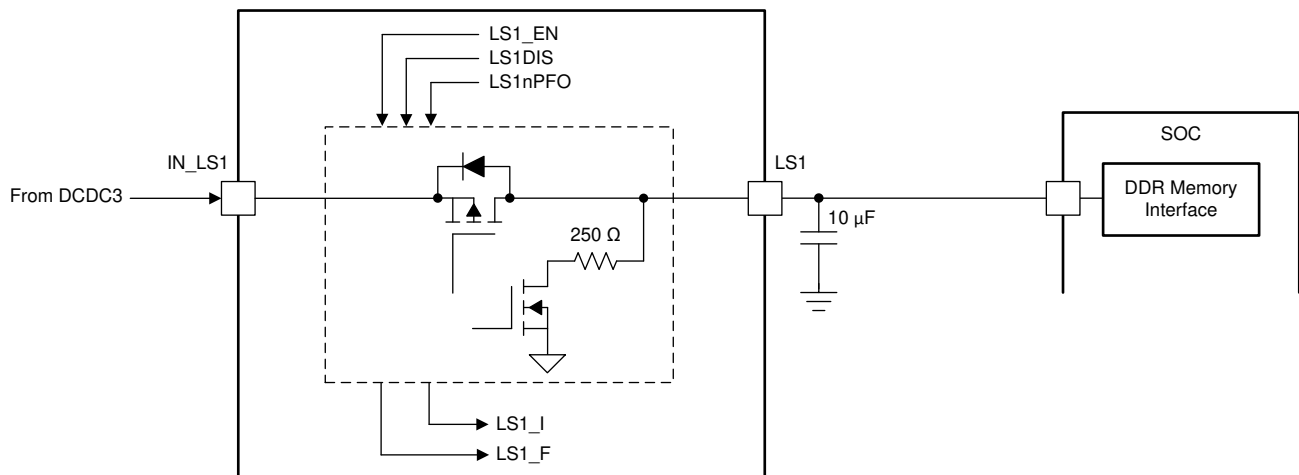 LS1_EN
LS1DIS
LS1nPFO
IN_LS1
LS1
From DCDC3
SOC
DDR Memory
Interface
10 µF
250 Ω
LS1_I
LS1_F